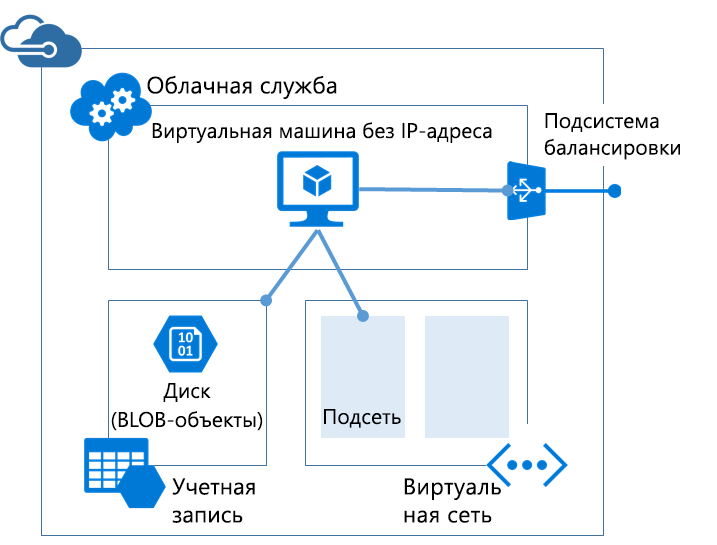 Облачная служба
Виртуальная машина без IP-адреса
Подсистема
балансировки
10
01
Диск
(BLOB-объекты)
Подсеть
Учетная
запись
Виртуаль
ная сеть